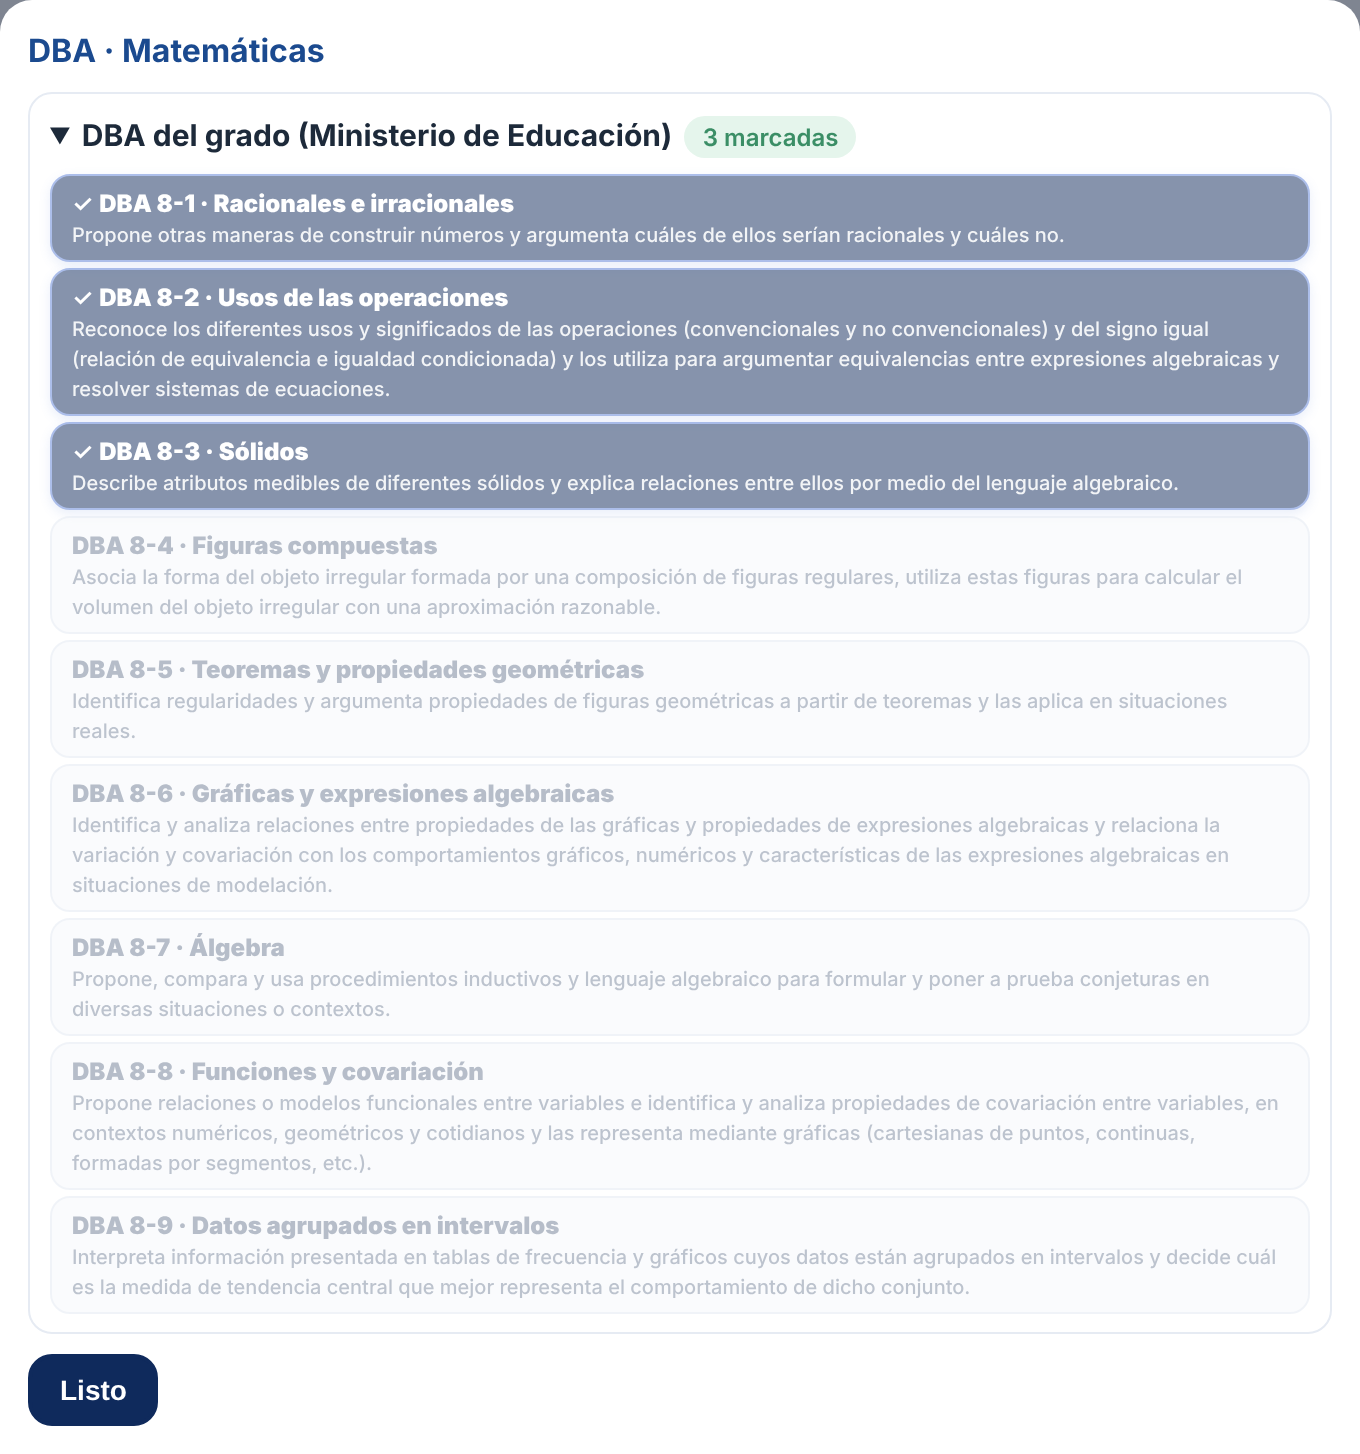 DBA · Matemáticas
▼ DBA del grado (Ministerio de Educación) 3 marcadas
✓ DBA 8-1 · Racionales e irracionales
Propone otras maneras de construir números y argumenta cuáles de ellos serían racionales y cuáles no.
✓ DBA 8-2 · Usos de las operaciones
Reconoce los diferentes usos y significados de las operaciones (convencionales y no convencionales) y del signo igual
(relación de equivalencia e igualdad condicionada) y los utiliza para argumentar equivalencias entre expresiones algebraicas y
resolver sistemas de ecuaciones.
✓ DBA 8-3 · Sólidos
Describe atributos medibles de diferentes sólidos y explica relaciones entre ellos por medio del lenguaje algebraico.
DBA 8-4 · Figuras compuestas
Asocia la forma del objeto irregular formada por una composición de figuras regulares, utiliza estas figuras para calcular el
volumen del objeto irregular con una aproximación razonable.
DBA 8-5 · Teoremas y propiedades geométricas
Identifica regularidades y argumenta propiedades de figuras geométricas a partir de teoremas y las aplica en situaciones
reales.
DBA 8-6 · Gráficas y expresiones algebraicas
Identifica y analiza relaciones entre propiedades de las gráficas y propiedades de expresiones algebraicas y relaciona la
variación y covariación con los comportamientos gráficos, numéricos y características de las expresiones algebraicas en
situaciones de modelación.
DBA 8-7 · Álgebra
Propone, compara y usa procedimientos inductivos y lenguaje algebraico para formular y poner a prueba conjeturas en
diversas situaciones o contextos.
DBA 8-8 · Funciones y covariación
Propone relaciones o modelos funcionales entre variables e identifica y analiza propiedades de covariación entre variables, en
contextos numéricos, geométricos y cotidianos y las representa mediante gráficas (cartesianas de puntos, continuas,
formadas por segmentos, etc.).
DBA 8-9 · Datos agrupados en intervalos
Interpreta información presentada en tablas de frecuencia y gráficos cuyos datos están agrupados en intervalos y decide cuál
es la medida de tendencia central que mejor representa el comportamiento de dicho conjunto.
Listo